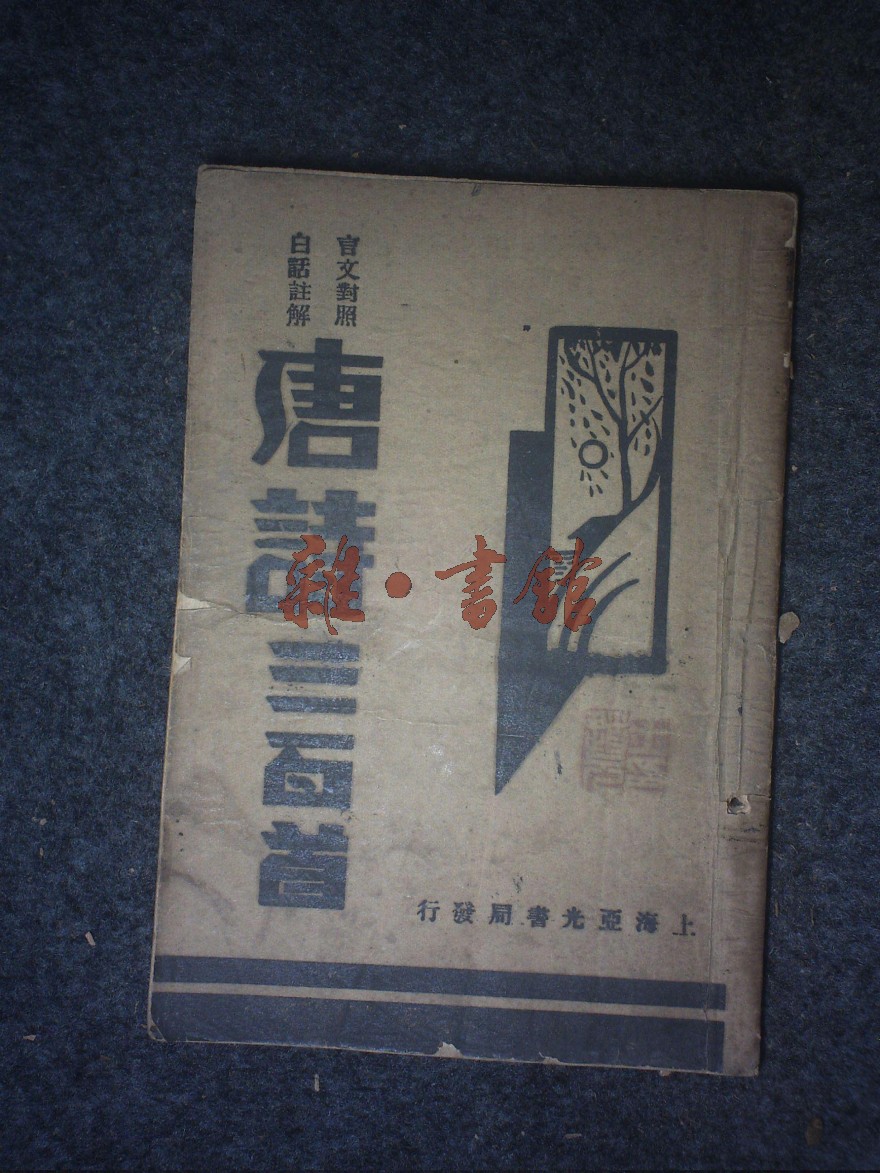 言文對照
白話註解
唐詩三百首
上海亞光書局發行
雜·書館